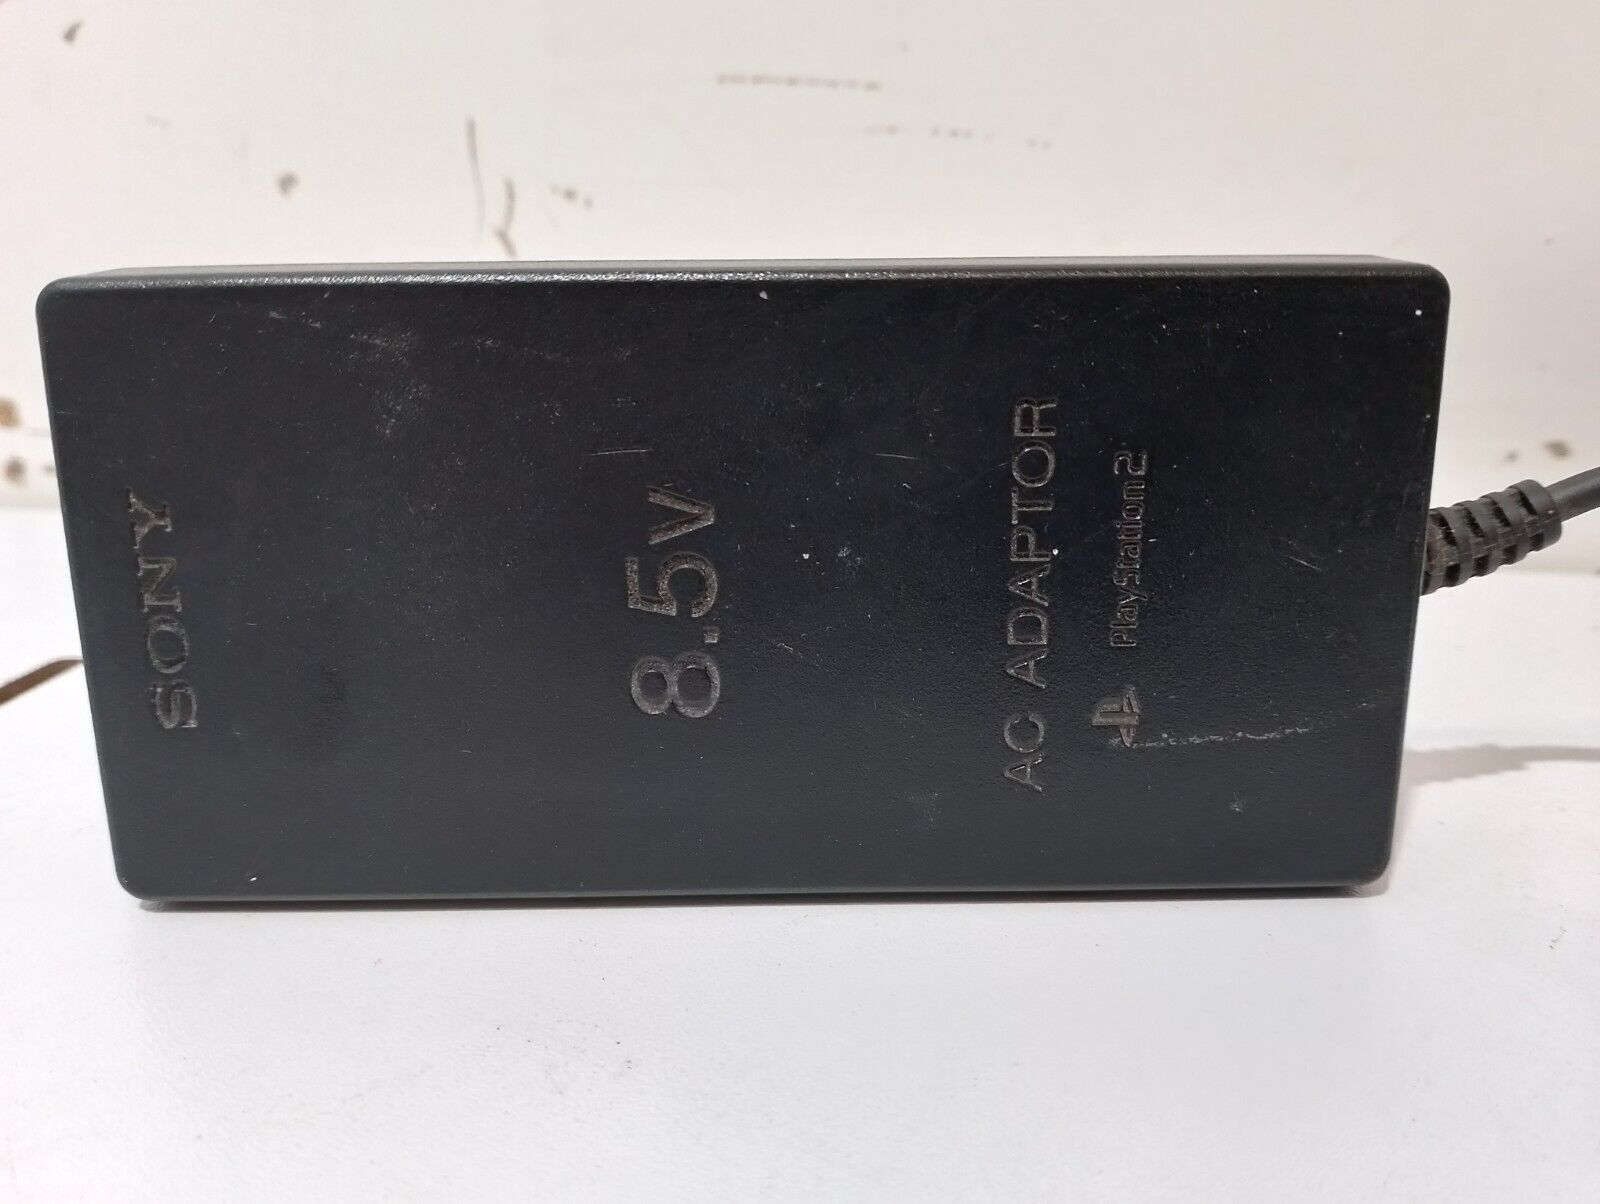 SONY
8.5V
AC ADAPTOR
PlayStation 2